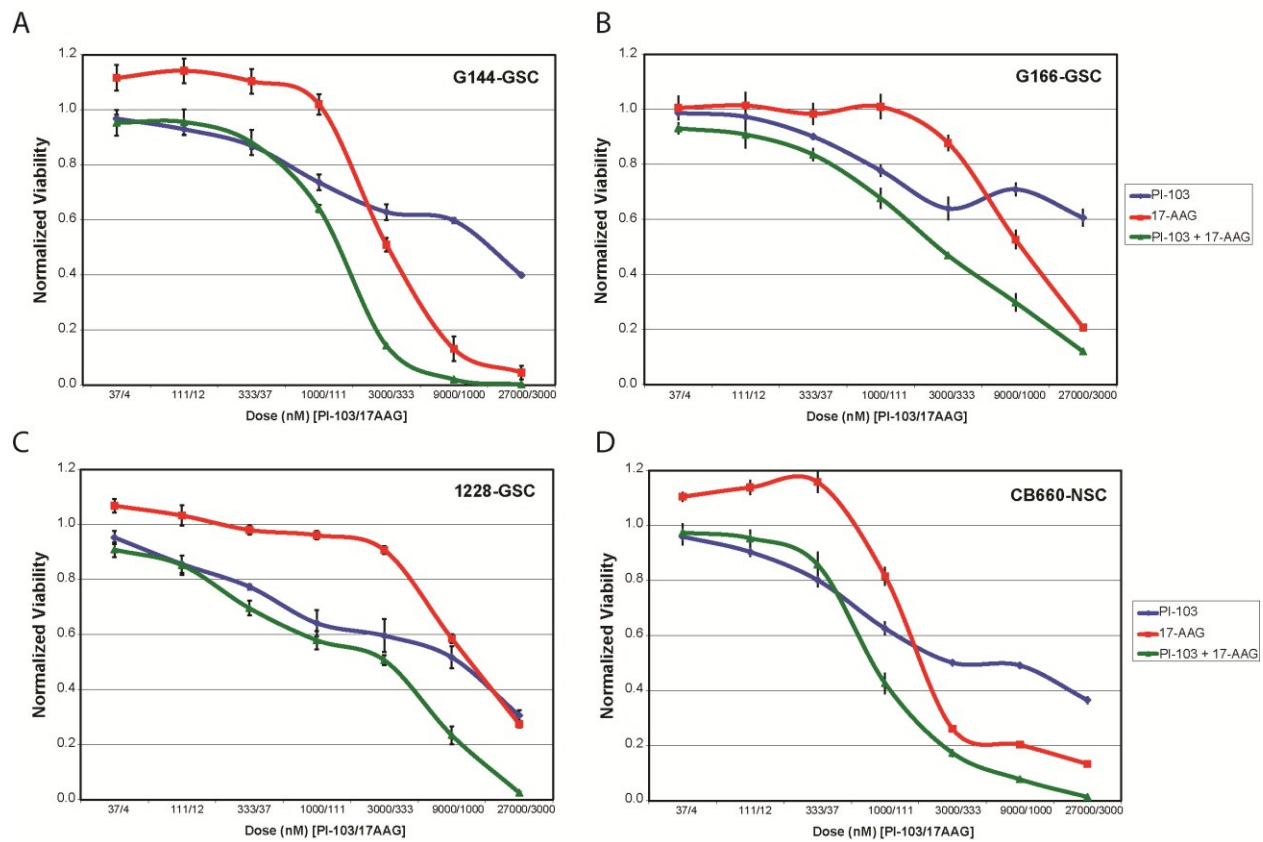 A
G144-GSC
Normalized Viability
1.2
1.0
0.8
0.6
0.4
0.2
0.0
37/4 111/12 333/37 1000/111 3000/333 9000/1000 27000/3000
Dose (nM) [PI-103/17AAG]
B
G166-GSC
Normalized Viability
1.2
1.0
0.8
0.6
0.4
0.2
0.0
37/4 111/12 333/37 1000/111 3000/333 9000/1000 27000/3000
Dose (nM) [PI-103/17AAG]
PI-103
17-AAG
PI-103 + 17-AAG
C
1228-GSC
Normalized Viability
1.2
1.0
0.8
0.6
0.4
0.2
0.0
37/4 111/12 333/37 1000/111 3000/333 9000/1000 27000/3000
Dose (nM) [PI-103/17AAG]
D
CB660-NSC
Normalized Viability
1.2
1.0
0.8
0.6
0.4
0.2
0.0
37/4 111/12 333/37 1000/111 3000/333 9000/1000 27000/3000
Dose (nM) [PI-103/17AAG]
PI-103
17-AAG
PI-103 + 17-AAG